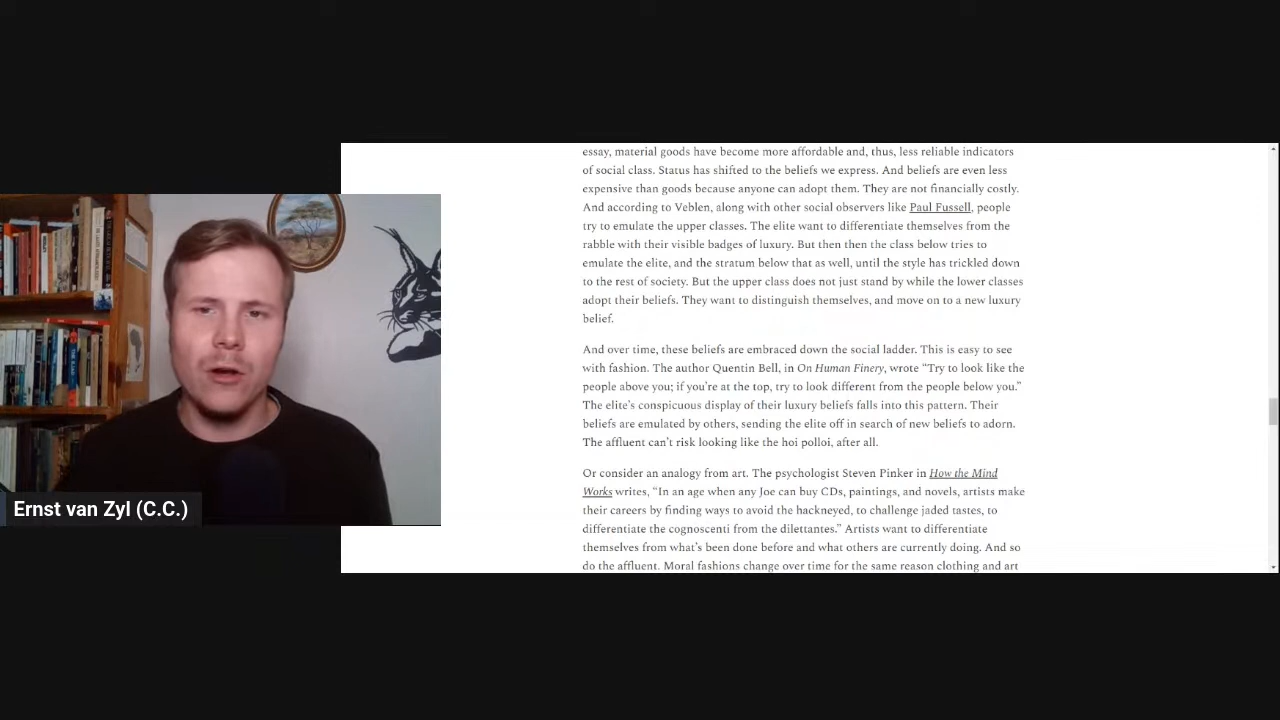 essay, material goods have become more affordable and, thus, less reliable indicators
of social class. Status has shifted to the beliefs we express. And beliefs are even less
expensive than goods because anyone can adopt them. They are not financially costly.
And according to Veblen, along with other social observers like Paul Fussell, people
try to emulate the upper classes. The elite want to differentiate themselves from the
rabble with their visible badges of luxury. But then then the class below tries to
emulate the elite, and the stratum below that as well, until the style has trickled down
to the rest of society. But the upper class does not just stand by while the lower classes
adopt their beliefs. They want to distinguish themselves, and move on to a new luxury
belief.
And over time, these beliefs are embraced down the social ladder. This is easy to see
with fashion. The author Quentin Bell, in On Human Finery, wrote “Try to look like the
people above you; if you’re at the top, try to look different from the people below you.”
The elite’s conspicuous display of their luxury beliefs falls into this pattern. Their
beliefs are emulated by others, sending the elite off in search of new beliefs to adorn.
The affluent can’t risk looking like the hoi polloi, after all.
Or consider an analogy from art. The psychologist Steven Pinker in How the Mind
Works writes, “In an age when any Joe can buy CDs, paintings, and novels, artists make
their careers by finding ways to avoid the hackneyed, to challenge jaded tastes, to
differentiate the cognoscenti from the dilettantes.” Artists want to differentiate
themselves from what’s been done before and what others are currently doing. And so
do the affluent. Moral fashions change over time for the same reason clothing and art
Ernst van Zyl (C.C.)